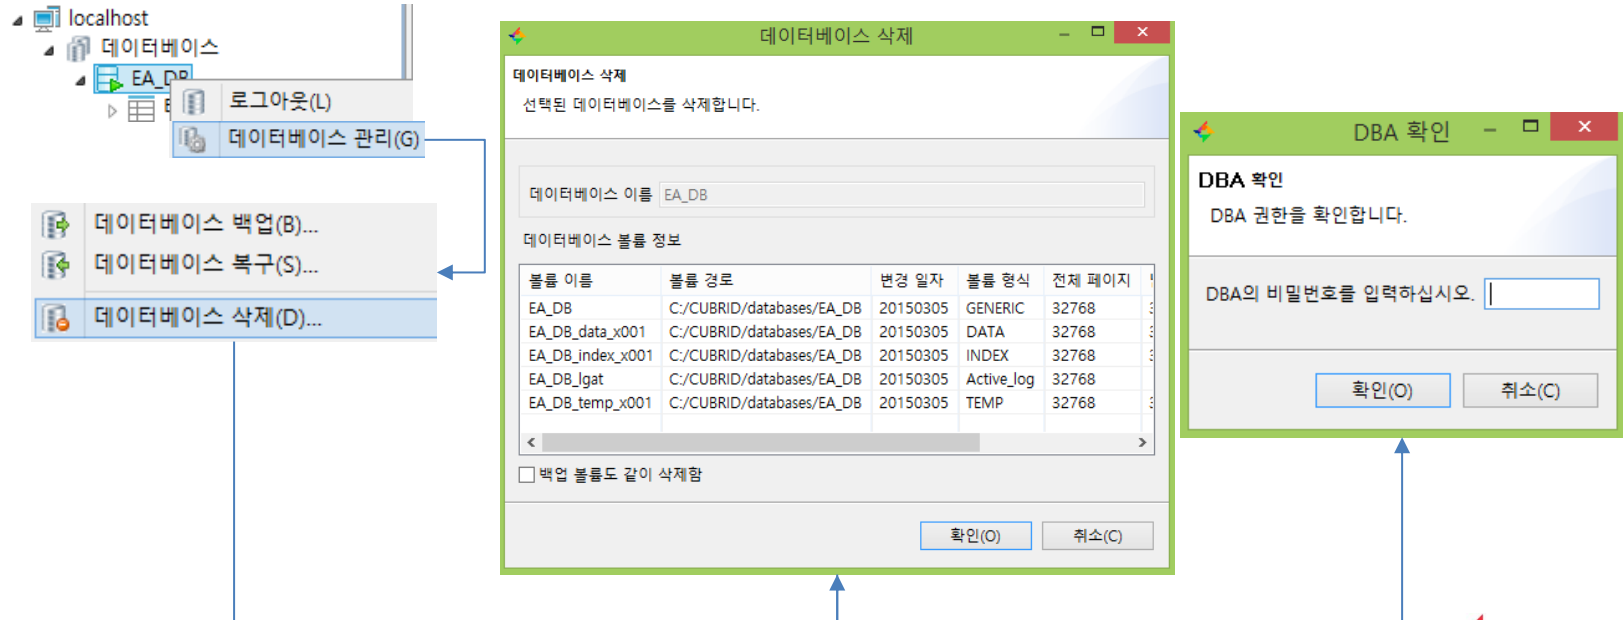 localhost
데이터베이스
EA_DB
로그아웃(L)
데이터베이스 관리(G)
데이터베이스 백업(B)...
데이터베이스 복구(S)...
데이터베이스 삭제(D)...
데이터베이스 삭제
데이터베이스 삭제
선택된 데이터베이스를 삭제합니다.
데이터베이스 이름 EA_DB
데이터베이스 볼륨 정보
볼륨 이름 볼륨 경로 변경 일자 볼륨 형식 전체 페이지
EA_DB C:/CUBRID/databases/EA_DB 20150305 GENERIC 32768
EA_DB_data_x001 C:/CUBRID/databases/EA_DB 20150305 DATA 32768
EA_DB_index_x001 C:/CUBRID/databases/EA_DB 20150305 INDEX 32768
EA_DB_lgat C:/CUBRID/databases/EA_DB 20150305 Active_log 32768
EA_DB_temp_x001 C:/CUBRID/databases/EA_DB 20150305 TEMP 32768
백업 볼륨도 같이 삭제함
확인(O) 취소(C)
DBA 확인
DBA 확인
DBA 권한을 확인합니다.
DBA의 비밀번호를 입력하십시오.
확인(O) 취소(C)